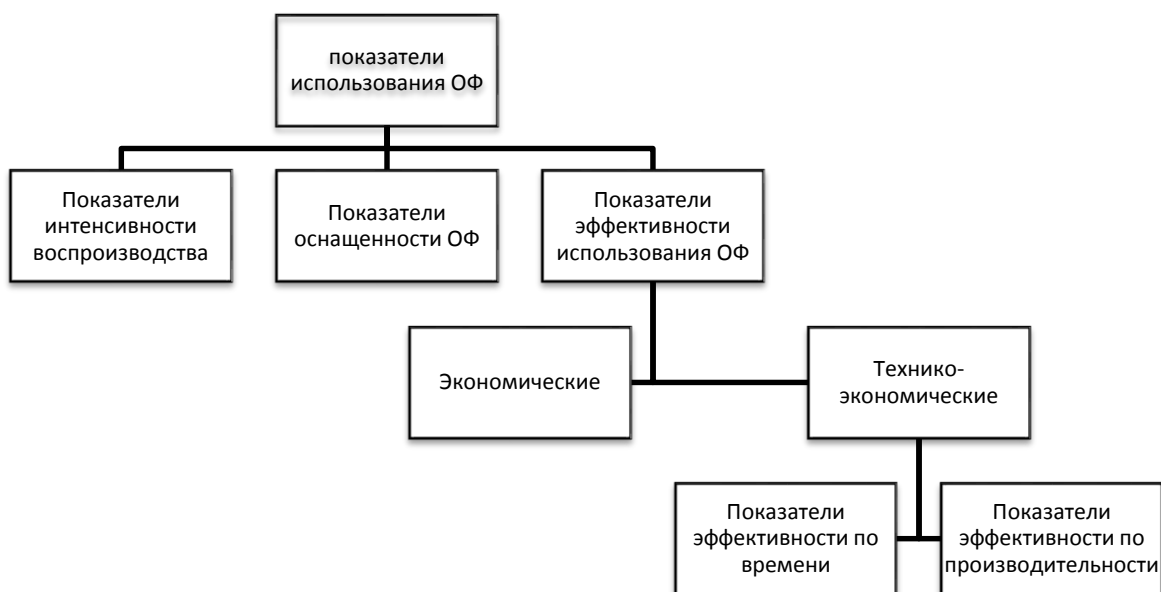 показатели
использования ОФ
Показатели
интенсивности
воспроизводства
Показатели
оснащенности ОФ
Показатели
эффективности
использования ОФ
Экономические
Технико-
экономические
Показатели
эффективности по
времени
Показатели
эффективности по
производительности